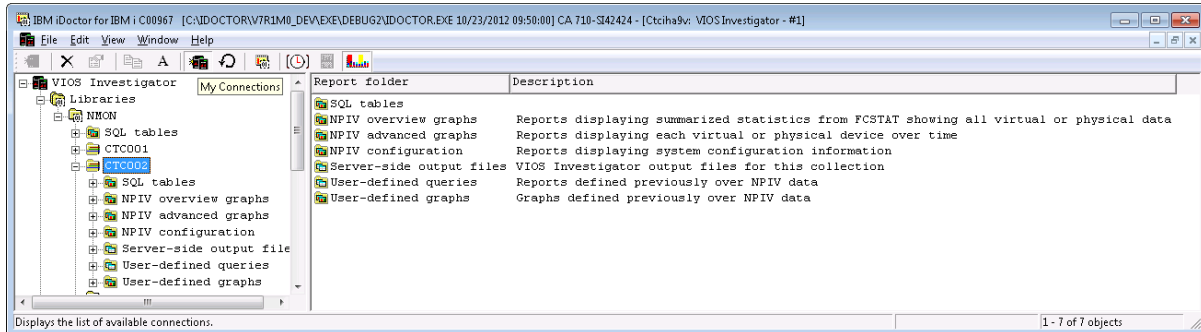 IBM iDoctor for IBM i C00967 [C:\IDOCTOR\V7R1M0_DEV\EXE\DEBUG2\IDOCTOR.EXE 10/23/2012 09:50:00] CA 710-SI42424 - [Ctciha9v: VIOS Investigator - #1]
File Edit View Window Help
My Connections
VIOS Investigator
Libraries
NMON
SQL tables
CTC001
CTC002
SQL tables
NPIV overview graphs
NPIV advanced graphs
NPIV configuration
Server-side output file
User-defined queries
User-defined graphs
Report folder Description
SQL tables
NPIV overview graphs Reports displaying summarized statistics from FCSTAT showing all virtual or physical data
NPIV advanced graphs Reports displaying each virtual or physical device over time
NPIV configuration Reports displaying system configuration information
Server-side output files VIOS Investigator output files for this collection
User-defined queries Reports defined previously over NPIV data
User-defined graphs Graphs defined previously over NPIV data
Displays the list of available connections.
1 - 7 of 7 objects